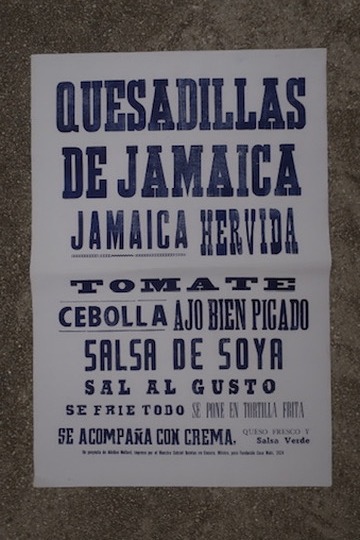 QUESADILLAS
DE JAMAICA
JAMAICA HERVIDA
TOMATE
CEBOLLA AJO BIEN PICADO
SALSA DE SOYA
SAL AL GUSTO
SE FRIE TODO SE PONE EN TORTILLA FRITA
SE ACOMPAÑA CON CREMA, QUESO FRESCO Y
Salsa Verde